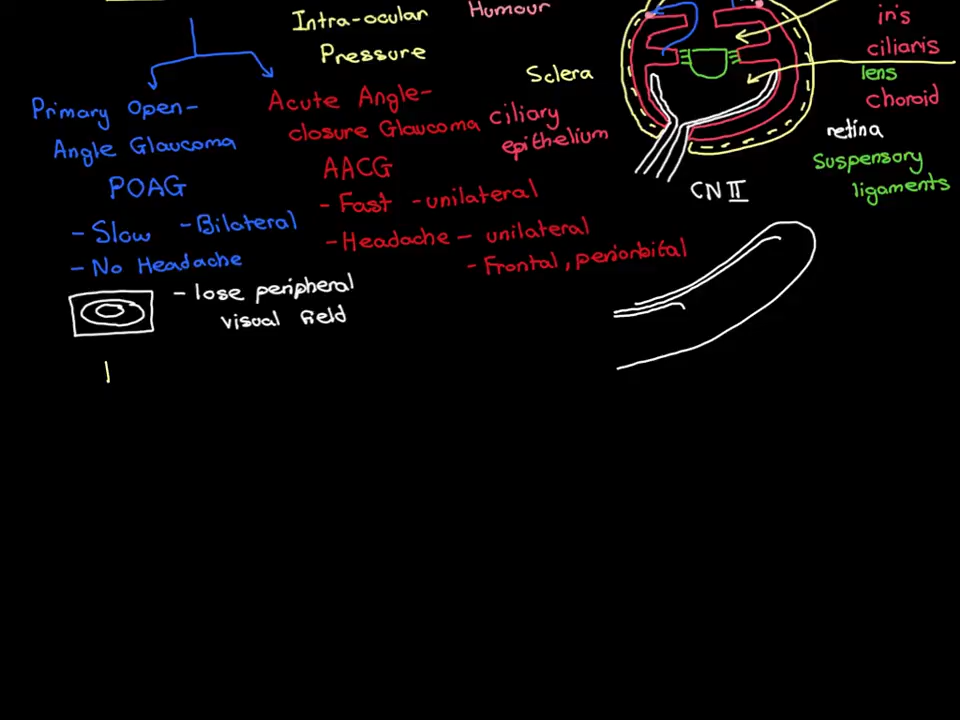 Intra-ocular
Pressure
Humour
Primary Open-
Angle Glaucoma
POAG
- Slow - Bilateral
- No Headache
- lose peripheral
visual field
Acute Angle-
closure Glaucoma
AACG
- Fast - unilateral
- Headache - unilateral
- Frontal, periorbital
Sclera
ciliary
epithelium
CN II
iris
ciliaris
lens
choroid
retina
Suspensory
ligaments